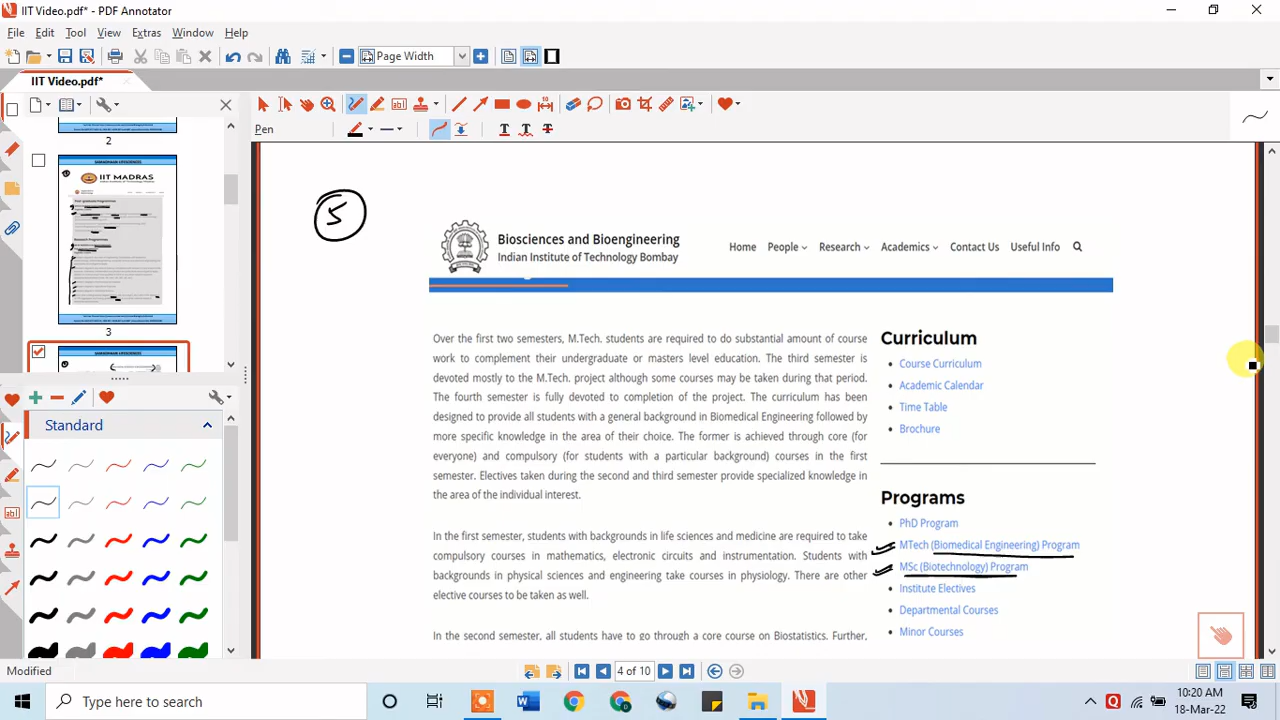 IIT Video.pdf* - PDF Annotator
File Edit Tool View Extras Window Help
Page Width
IIT Video.pdf*
Pen
2
IIT MADRAS
3
Standard
5
Biosciences and Bioengineering
Indian Institute of Technology Bombay
Home People Research Academics Contact Us Useful Info
Over the first two semesters, M.Tech. students are required to do substantial amount of course
work to complement their undergraduate or masters level education. The third semester is
devoted mostly to the M.Tech. project although some courses may be taken during that period.
The fourth semester is fully devoted to completion of the project. The curriculum has been
designed to provide all students with a general background in Biomedical Engineering followed by
more specific knowledge in the area of their choice. The former is achieved through core (for
everyone) and compulsory (for students with a particular background) courses in the first
semester. Electives taken during the second and third semester provide specialized knowledge in
the area of the individual interest.
In the first semester, students with backgrounds in life sciences and medicine are required to take
compulsory courses in mathematics, electronic circuits and instrumentation. Students with
backgrounds in physical sciences and engineering take courses in physiology. There are other
elective courses to be taken as well.
In the second semester, all students have to go through a core course on Biostatistics. Further,
Curriculum
Course Curriculum
Academic Calendar
Time Table
Brochure
Programs
PhD Program
MTech (Biomedical Engineering) Program
MSc (Biotechnology) Program
Institute Electives
Departmental Courses
Minor Courses
Modified
4 of 10
Type here to search
10:20 AM
18-Mar-22